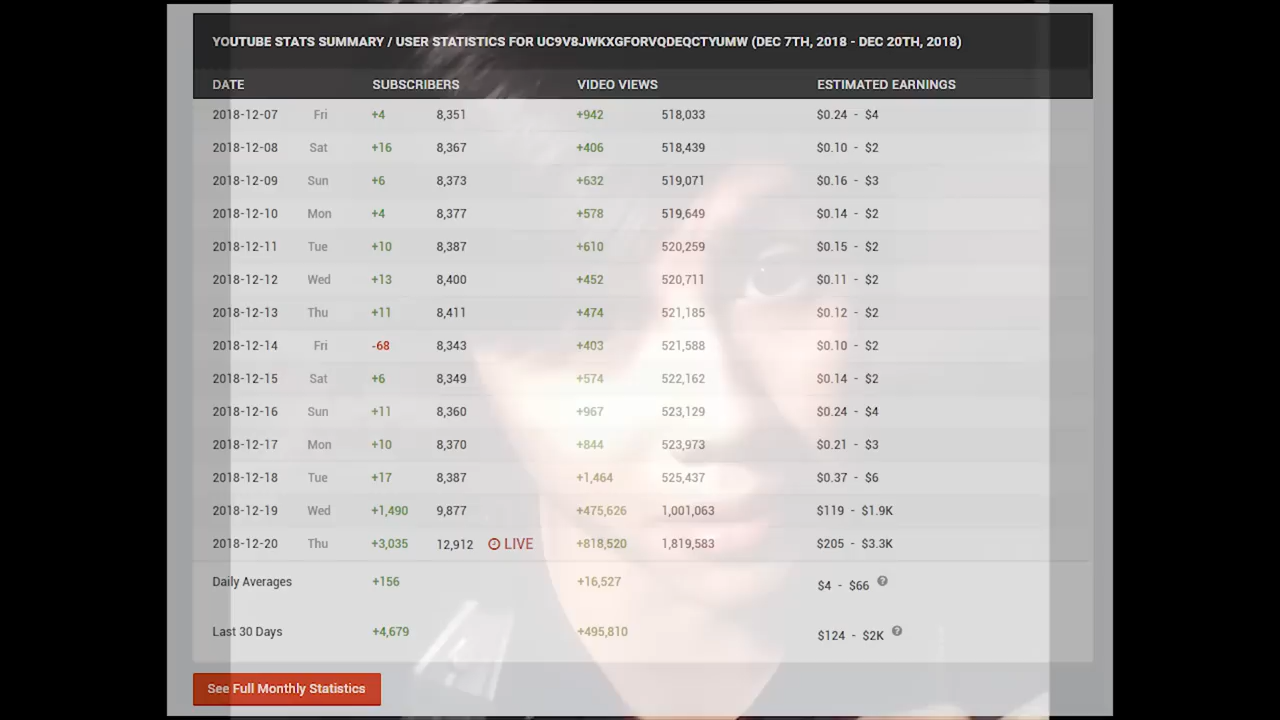 YOUTUBE STATS SUMMARY / USER STATISTICS FOR UC9V8JWKXGFORVQDEQCTYUMW (DEC 7TH, 2018 - DEC 20TH, 2018)
DATE SUBSCRIBERS VIDEO VIEWS ESTIMATED EARNINGS
2018-12-07 Fri +4 8,351 +942 518,033 $0.24 - $4
2018-12-08 Sat +16 8,367 +406 518,439 $0.10 - $2
2018-12-09 Sun +6 8,373 +632 519,071 $0.16 - $3
2018-12-10 Mon +4 8,377 +578 519,649 $0.14 - $2
2018-12-11 Tue +10 8,387 +610 520,259 $0.15 - $2
2018-12-12 Wed +13 8,400 +452 520,711 $0.11 - $2
2018-12-13 Thu +11 8,411 +474 521,185 $0.12 - $2
2018-12-14 Fri -68 8,343 +403 521,588 $0.10 - $2
2018-12-15 Sat +6 8,349 +574 522,162 $0.14 - $2
2018-12-16 Sun +11 8,360 +967 523,129 $0.24 - $4
2018-12-17 Mon +10 8,370 +844 523,973 $0.21 - $3
2018-12-18 Tue +17 8,387 +1,464 525,437 $0.37 - $6
2018-12-19 Wed +1,490 9,877 +475,626 1,001,063 $119 - $1.9K
2018-12-20 Thu +3,035 12,912 LIVE +818,520 1,819,583 $205 - $3.3K
Daily Averages +156 +16,527 $4 - $66 ?
Last 30 Days +4,679 +495,810 $124 - $2K ?
See Full Monthly Statistics